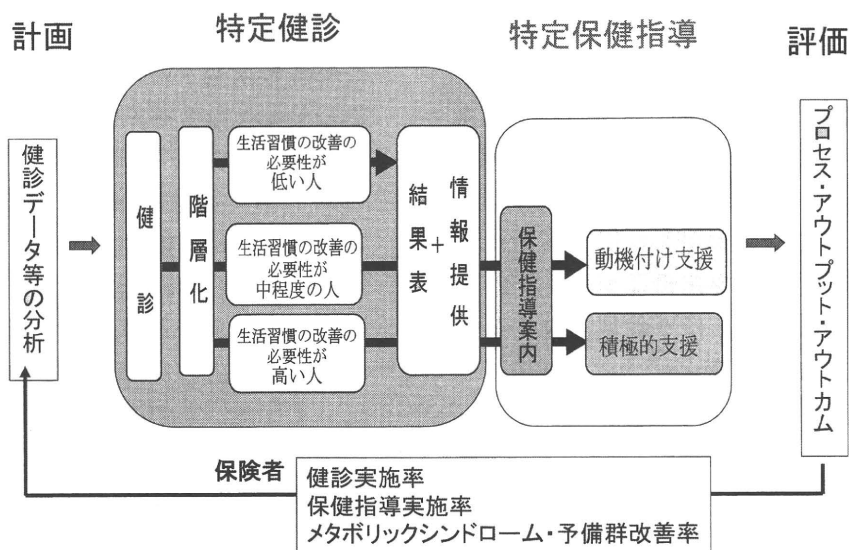 計画
特定健診
特定保健指導
評価
健診データ等の分析
健診
階層化
生活習慣の改善の
必要性が
低い人
生活習慣の改善の
必要性が
中程度の人
生活習慣の改善の
必要性が
高い人
結果表
+
情報提供
保健指導案内
動機付け支援
積極的支援
プロセス・アウトプット・アウトカム
保険者
健診実施率
保健指導実施率
メタボリックシンドローム・予備群改善率